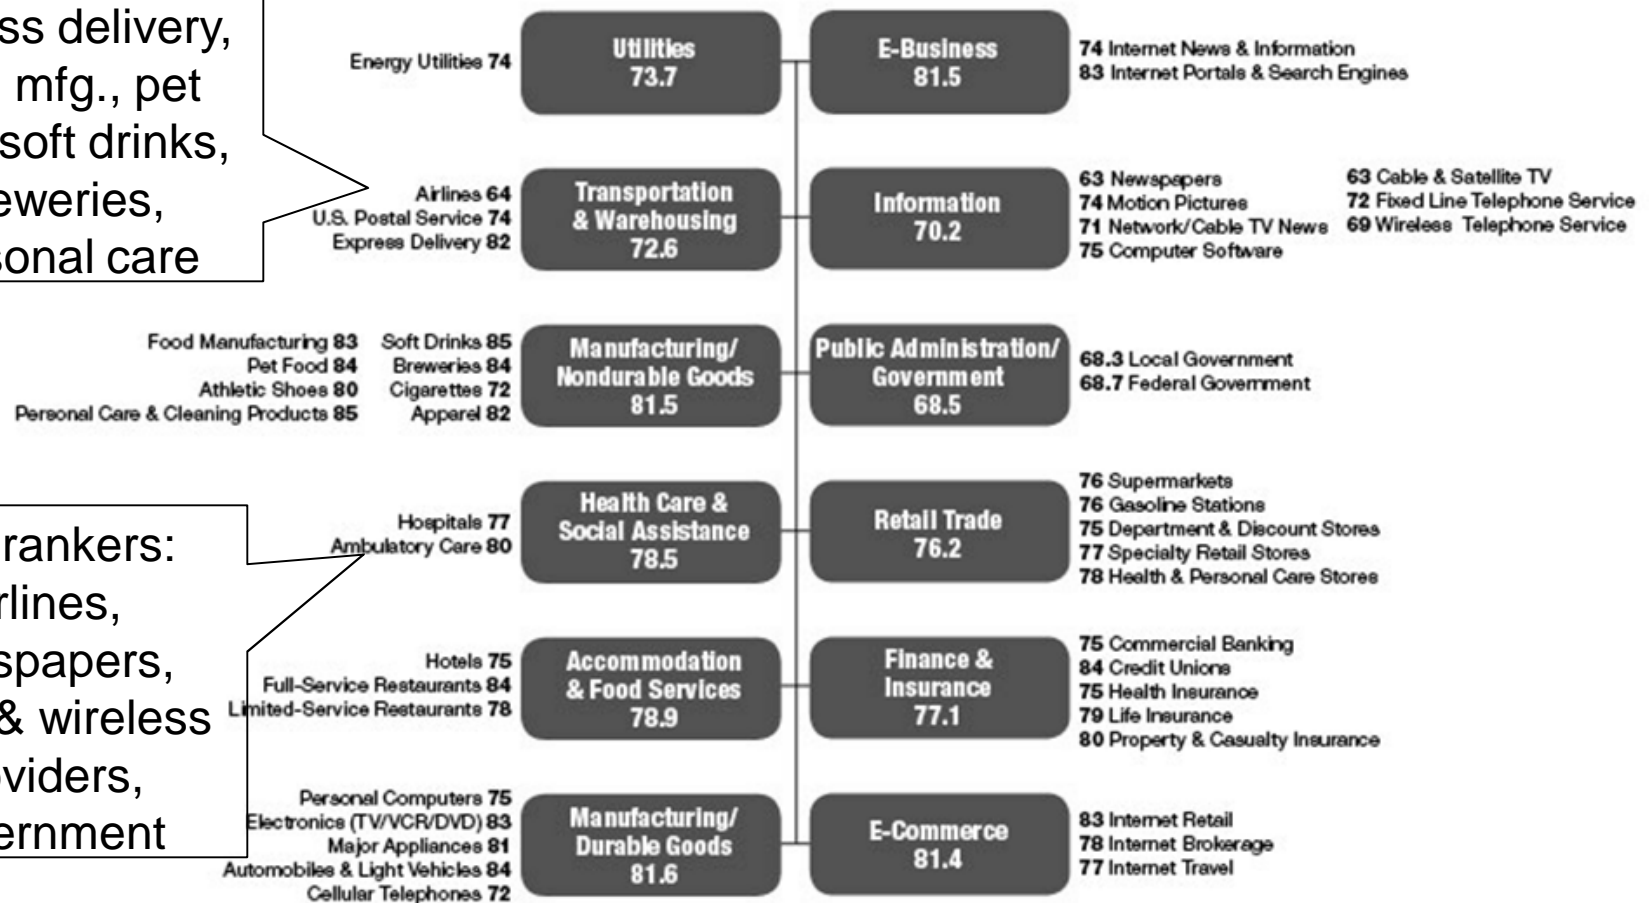 ss delivery,
mfg., pet
soft drinks,
eweries,
sonal care
rankers:
rlines,
spapers,
& wireless
oviders,
ernment
Energy Utilities 74
Utilities
73.7
E-Business
81.5
74 Internet News & Information
83 Internet Portals & Search Engines
Airlines 64
U.S. Postal Service 74
Express Delivery 82
Transportation
& Warehousing
72.6
Information
70.2
63 Newspapers
74 Motion Pictures
71 Network/Cable TV News
75 Computer Software
63 Cable & Satellite TV
72 Fixed Line Telephone Service
69 Wireless Telephone Service
Food Manufacturing 83
Pet Food 84
Athletic Shoes 80
Personal Care & Cleaning Products 85
Soft Drinks 85
Breweries 84
Cigarettes 72
Apparel 82
Manufacturing/
Nondurable Goods
81.5
Public Administration/
Government
68.5
68.3 Local Government
68.7 Federal Government
Hospitals 77
Ambulatory Care 80
Health Care &
Social Assistance
78.5
Retail Trade
76.2
76 Supermarkets
76 Gasoline Stations
75 Department & Discount Stores
77 Specialty Retail Stores
78 Health & Personal Care Stores
Hotels 75
Full-Service Restaurants 84
Limited-Service Restaurants 78
Accommodation
& Food Services
78.9
Finance &
Insurance
77.1
75 Commercial Banking
84 Credit Unions
75 Health Insurance
79 Life Insurance
80 Property & Casualty Insurance
Personal Computers 75
Electronics (TV/VCR/DVD) 83
Major Appliances 81
Automobiles & Light Vehicles 84
Cellular Telephones 72
Manufacturing/
Durable Goods
81.6
E-Commerce
81.4
83 Internet Retail
78 Internet Brokerage
77 Internet Travel